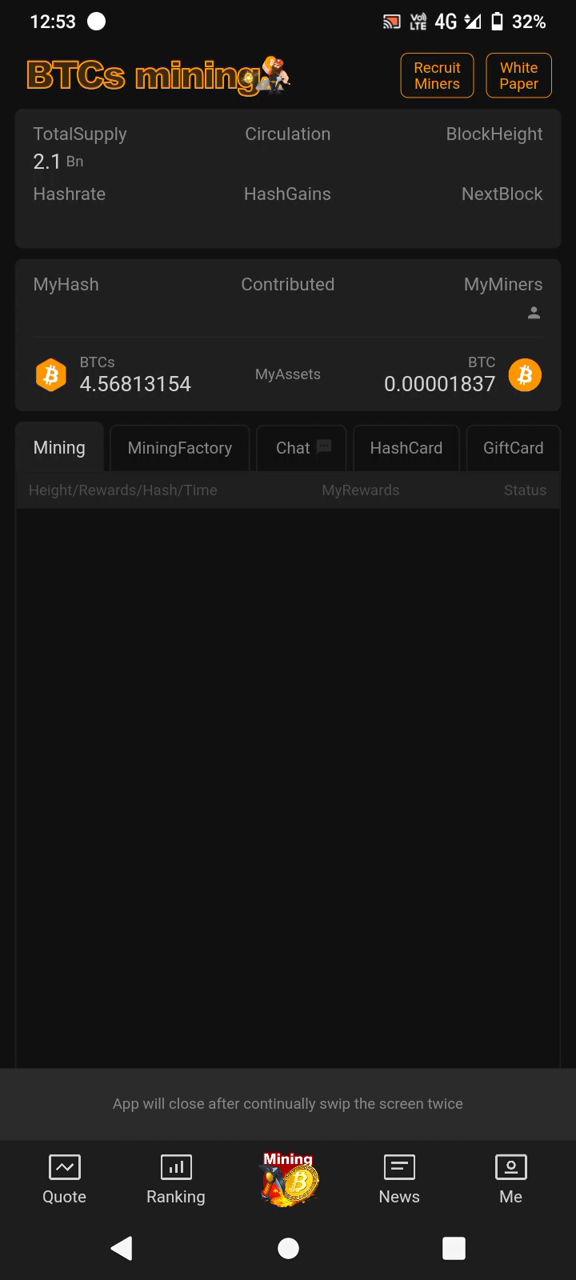 12:53 Vo) LTE 4G 32%
BTCs mining
Recruit Miners
White Paper
TotalSupply Circulation BlockHeight
2.1 Bn
Hashrate HashGains NextBlock
MyHash Contributed MyMiners
BTCs MyAssets BTC
4.56813154 0.00001837
Mining MiningFactory Chat HashCard GiftCard
Height/Rewards/Hash/Time MyRewards Status
App will close after continually swip the screen twice
Mining
Quote Ranking News Me